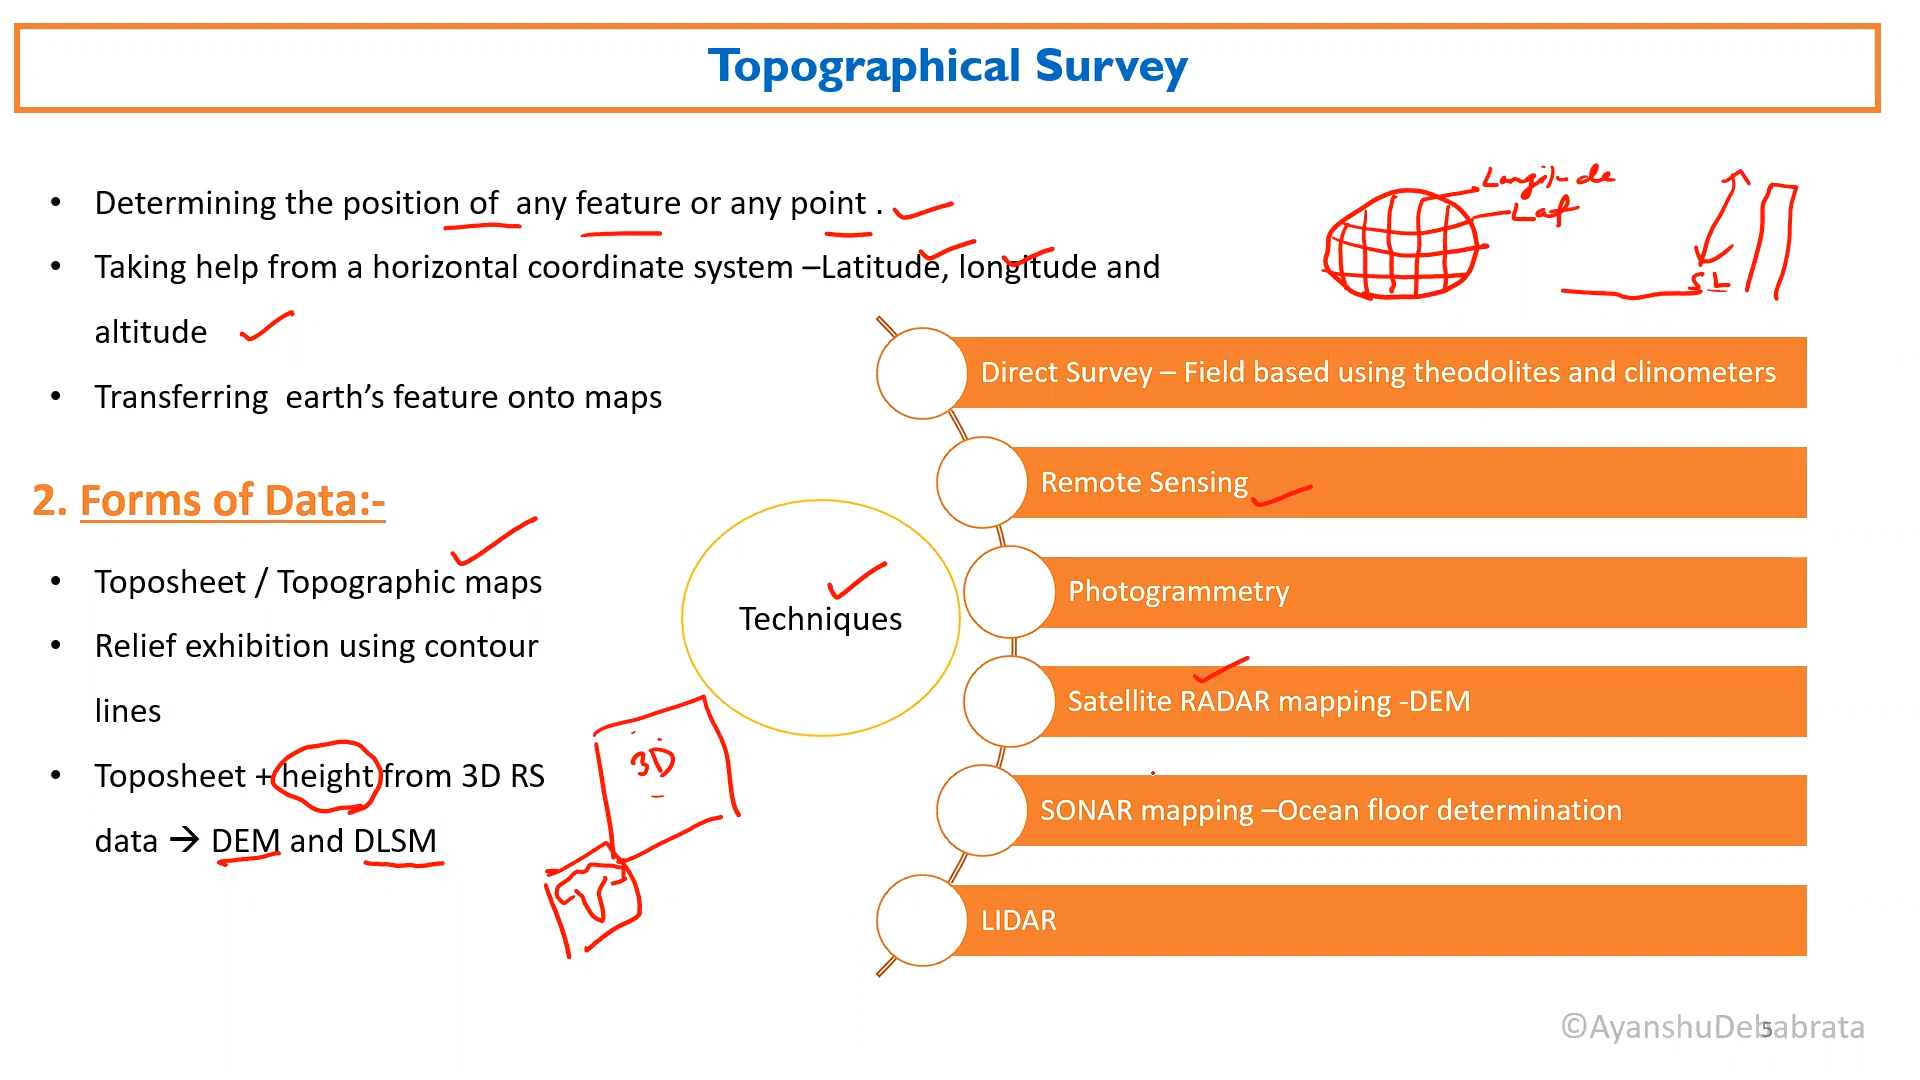 Topographical Survey
• Determining the position of any feature or any point .
• Taking help from a horizontal coordinate system –Latitude, longitude and
altitude
• Transferring earth's feature onto maps
Longitude
Lat
SL
2. Forms of Data:-
• Toposheet / Topographic maps
• Relief exhibition using contour
lines
• Toposheet + height from 3D RS
data → DEM and DLSM
3D
Techniques
Direct Survey – Field based using theodolites and clinometers
Remote Sensing
Photogrammetry
Satellite RADAR mapping -DEM
SONAR mapping –Ocean floor determination
LIDAR
©AyanshuDebabrata
5